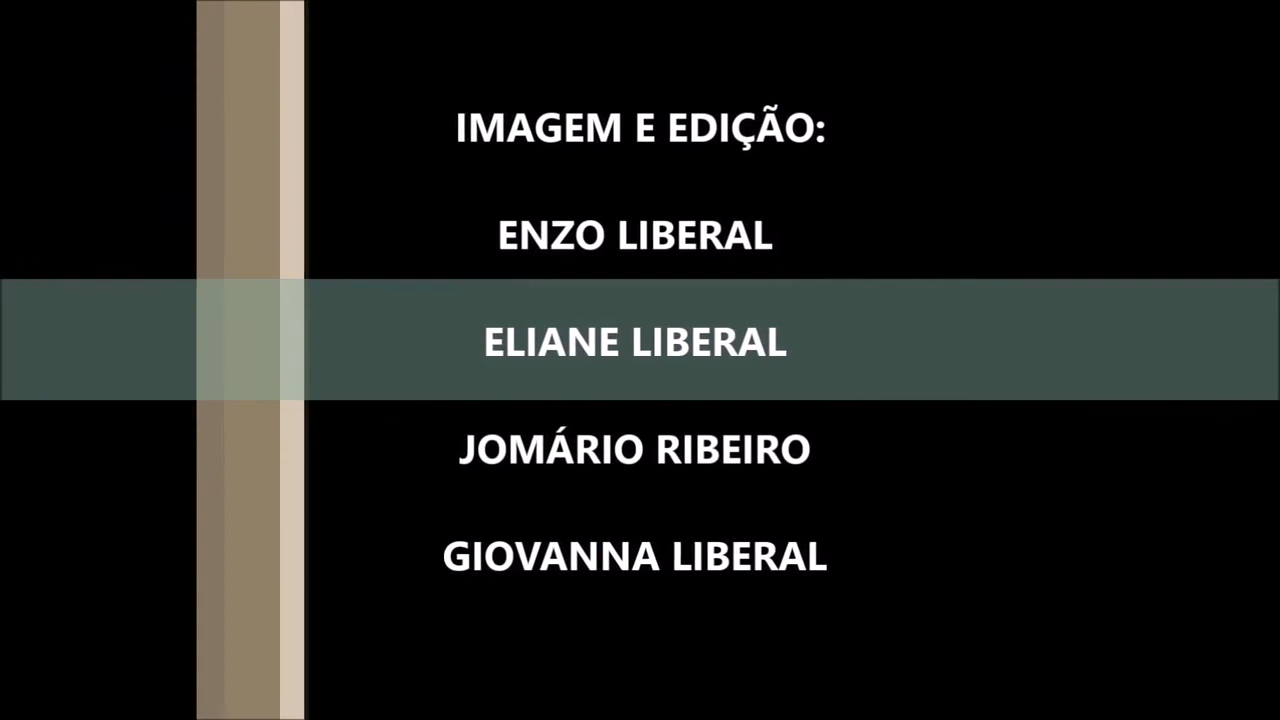 IMAGEM E EDIÇÃO:
ENZO LIBERAL
ELIANE LIBERAL
JOMÁRIO RIBEIRO
GIOVANNA LIBERAL